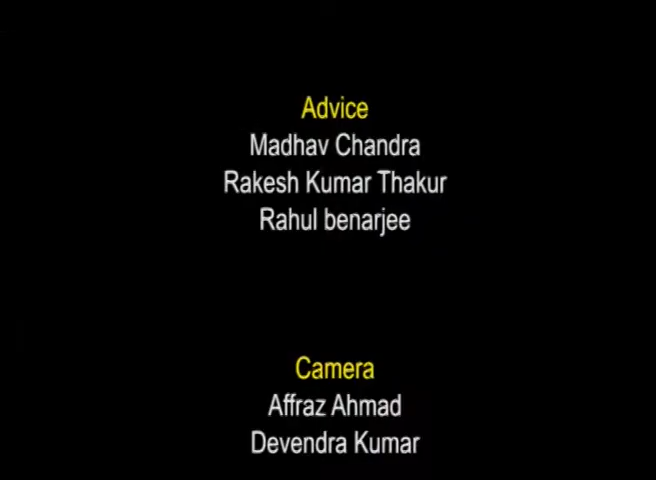 Advice
Madhav Chandra
Rakesh Kumar Thakur
Rahul benarjee
Camera
Affraz Ahmad
Devendra Kumar